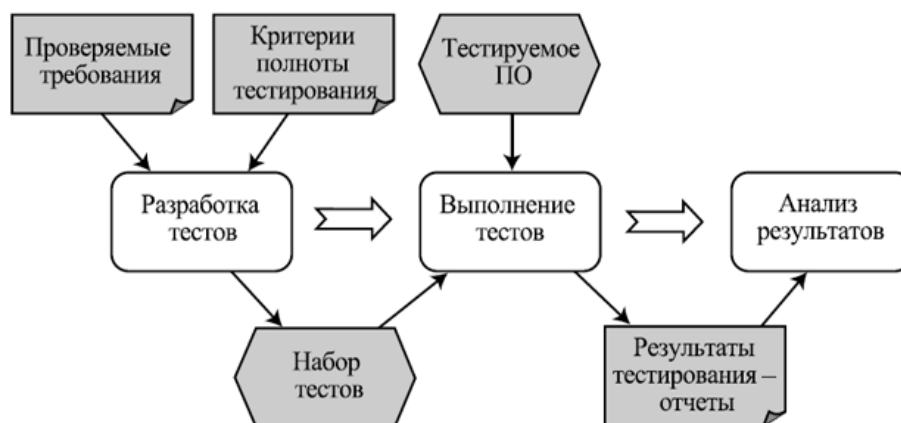 Проверяемые
требования
Критерии
полноты
тестирования
Тестируемое
ПО
Разработка
тестов
Выполнение
тестов
Анализ
результатов
Набор
тестов
Результаты
тестирования –
отчеты